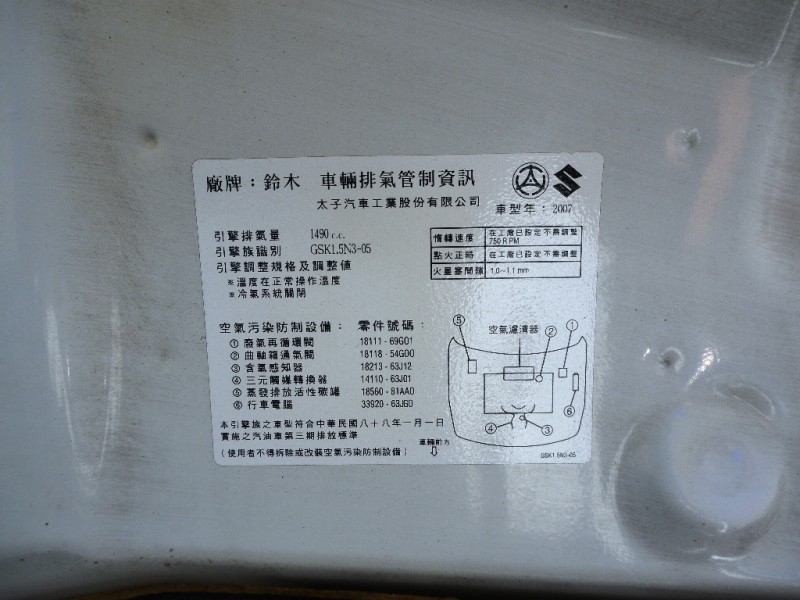 廠牌：鈴木 車輛排氣管制資訊
太子汽車工業股份有限公司
車型年：2007
引擎排氣量 1490 c.c.
引擎族識別 GSK1.5N3-05
引擎調整規格及調整值
※溫度在正常操作溫度
※冷氣系統關閉
惰轉速度 在工廠已設定不需調整
750 RPM
點火正時 在工廠已設定不需調整
火星塞間隙 1.0~1.1 mm
空氣污染防制設備： 零件號碼：
① 廢氣再循環閥 18111-69G01
② 曲軸箱通氣閥 18118-54G00
③ 含氧感知器 18213-63J12
④ 三元觸媒轉換器 14110-63J01
⑤ 蒸發排放活性碳罐 18560-81AA0
⑥ 行車電腦 33920-63J60
本引擎族之車型符合中華民國八十八年一月一日
實施之汽油車第三期排放標準
(使用者不得拆除或改裝空氣污染防制設備)
⑤ 空氣濾清器 ② ①
④ ③ ⑥
車輛前方
GSK1.5N3-05